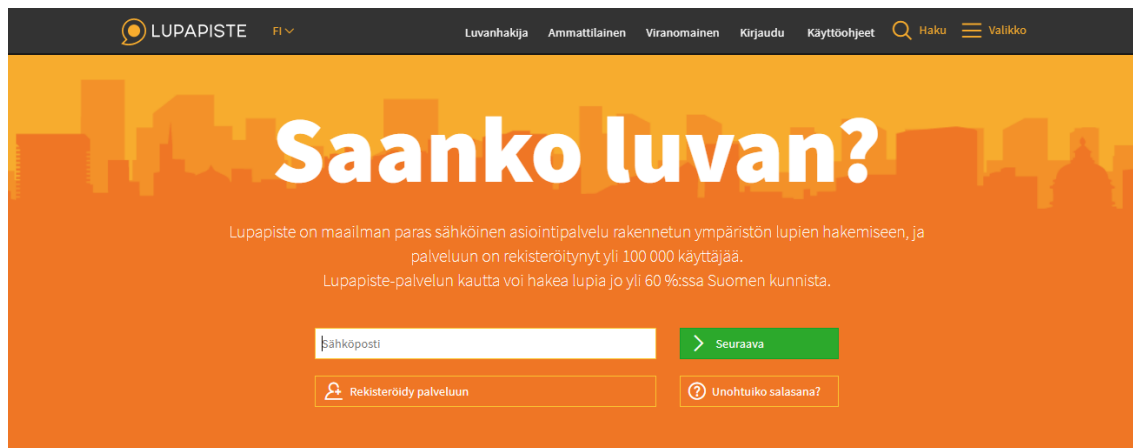 LUPAPISTE FI Luvanhakija Ammattilainen Viranomainen Kirjaudu Käyttöohjeet Haku Valikko
Saanko luvan?
Lupapiste on maailman paras sähköinen asiointipalvelu rakennetun ympäristön lupien hakemiseen, ja
palveluun on rekisteröitynyt yli 100 000 käyttäjää.
Lupapiste-palvelun kautta voi hakea lupia jo yli 60 %:ssa Suomen kunnista.
Sähköposti Seuraava
Rekisteröidy palveluun Unohtuiko salasana?